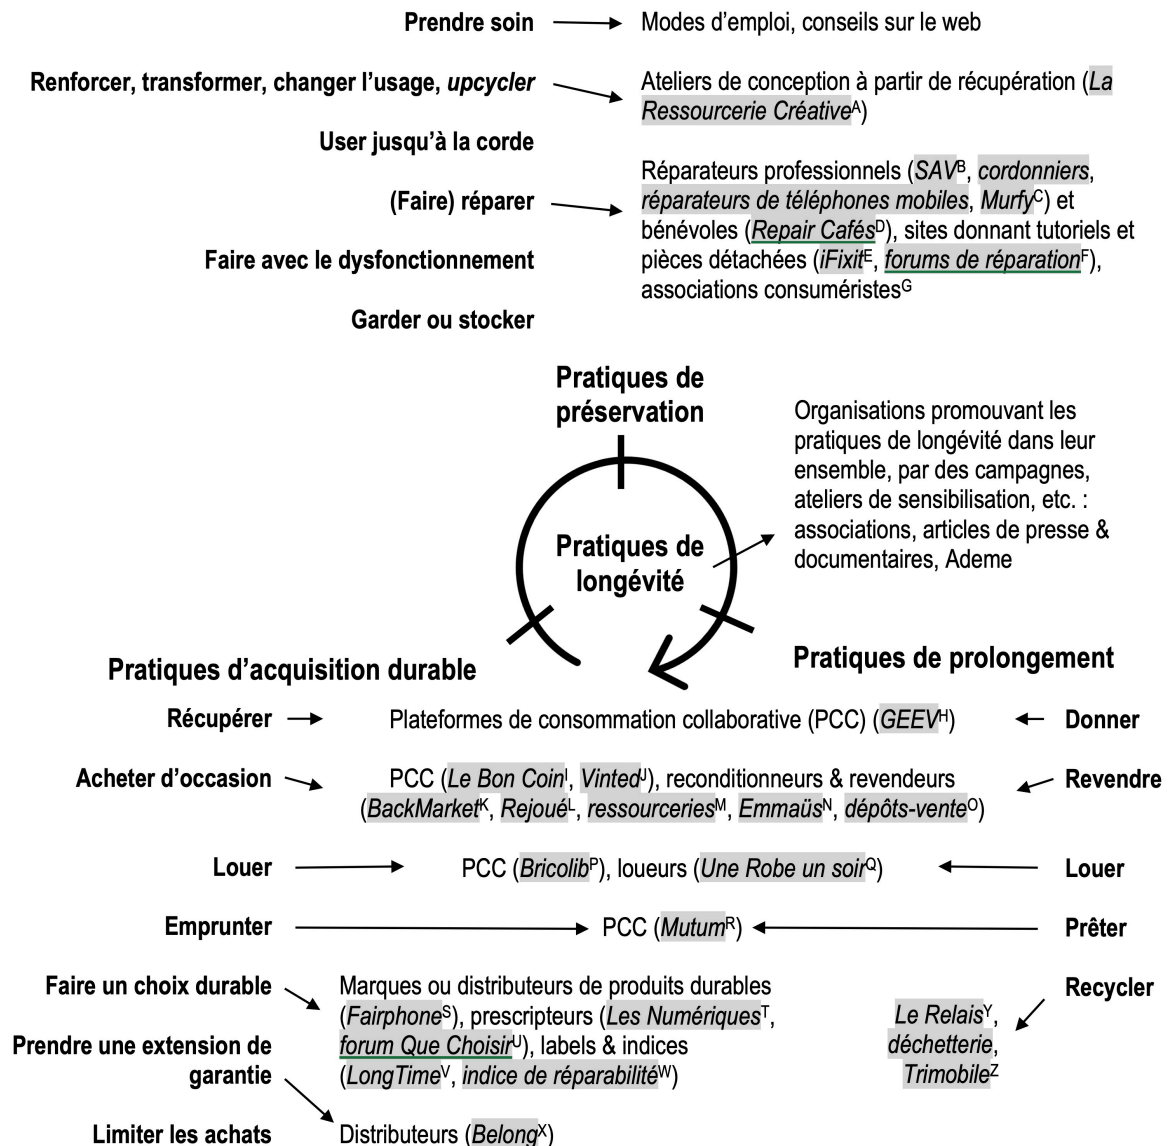 Prendre soin
Modes d’emploi, conseils sur le web
Renforcer, transformer, changer l’usage, upcycler
Ateliers de conception à partir de récupération (La
Ressourcerie Créativeᴬ)
User jusqu’à la corde
Réparateurs professionnels (SAVᴮ, cordonniers,
réparateurs de téléphones mobiles, Murfyᶜ) et
bénévoles (Repair Cafésᴰ), sites donnant tutoriels et
pièces détachées (iFixitᴱ, forums de réparationF),
associations consuméristesᴳ
(Faire) réparer
Faire avec le dysfonctionnement
Garder ou stocker
Pratiques de
préservation
Organisations promouvant les
pratiques de longévité dans leur
ensemble, par des campagnes,
ateliers de sensibilisation, etc. :
associations, articles de presse &
documentaires, Ademe
Pratiques de
longévité
Pratiques d’acquisition durable
Pratiques de prolongement
Récupérer
Plateformes de consommation collaborative (PCC) (GEEVᴴ)
Donner
Acheter d’occasion
PCC (Le Bon Coinᴵ, Vintedᴶ), reconditionneurs & revendeurs
(BackMarketᴷ, Rejouéᴸ, ressourceriesᴹ, Emmaüsᴺ, dépôts-venteᴼ)
Revendre
Louer
PCC (Bricolibᴾ), loueurs (Une Robe un soirQ)
Louer
Emprunter
PCC (Mutumᴿ)
Prêter
Faire un choix durable
Marques ou distributeurs de produits durables
(FairphoneS), prescripteurs (Les Numériquesᵀ,
forum Que Choisirᵁ), labels & indices
(LongTimeⱽ, indice de réparabilitéᵂ)
Recycler
Le RelaisY,
déchetterie,
TrimobileZ
Prendre une extension de
garantie
Limiter les achats
Distributeurs (BelongX)